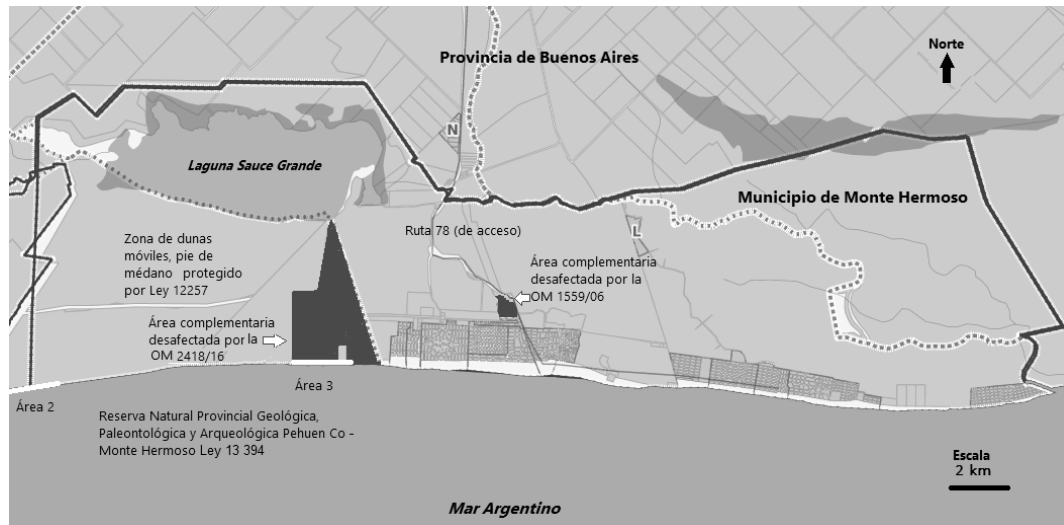 Provincia de Buenos Aires
Norte
N
Laguna Sauce Grande
Municipio de Monte Hermoso
Ruta 78 (de acceso)
L
Zona de dunas
móviles, pie de
médano protegido
por Ley 12257
Área complementaria
desafectada por la
OM 1559/06
Área complementaria
desafectada por la
OM 2418/16
Área 2
Área 3
Reserva Natural Provincial Geológica,
Paleontológica y Arqueológica Pehuen Co -
Monte Hermoso Ley 13 394
Escala
2 km
Mar Argentino